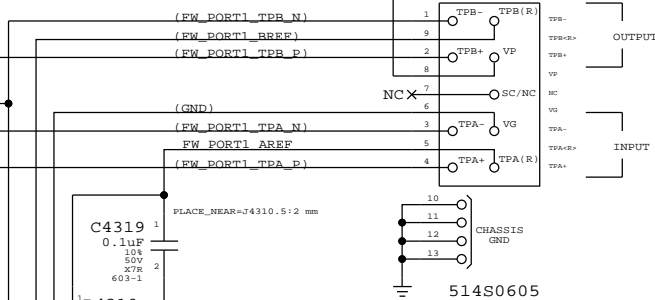 (FW_PORT1_TPB_N) 1 TPB- TPB(R) TPB-
(FW_PORT1_BREF) 9 TPB<R> OUTPUT
(FW_PORT1_TPB_P) 2 TPB+ VP TPB+
8 VP
NC 7 SC/NC NC
(GND) 6 VG
(FW_PORT1_TPA_N) 3 TPA- VG TPA-
FW_PORT1_AREF 5 TPA<R> INPUT
(FW_PORT1_TPA_P) 4 TPA+ TPA(R) TPA+
PLACE_NEAR=J4310.5:2 mm
C4319 1
0.1uF
10%
50V
X7R 2
603-1
10
11
12
13
CHASSIS
GND
514S0605